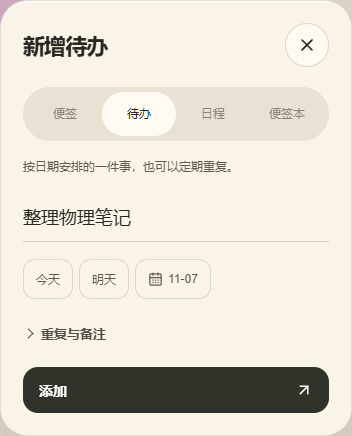 新增待办
便签 待办 日程 便签本
按日期安排的一件事，也可以定期重复。
整理物理笔记
今天 明天 11-07
重复与备注
添加